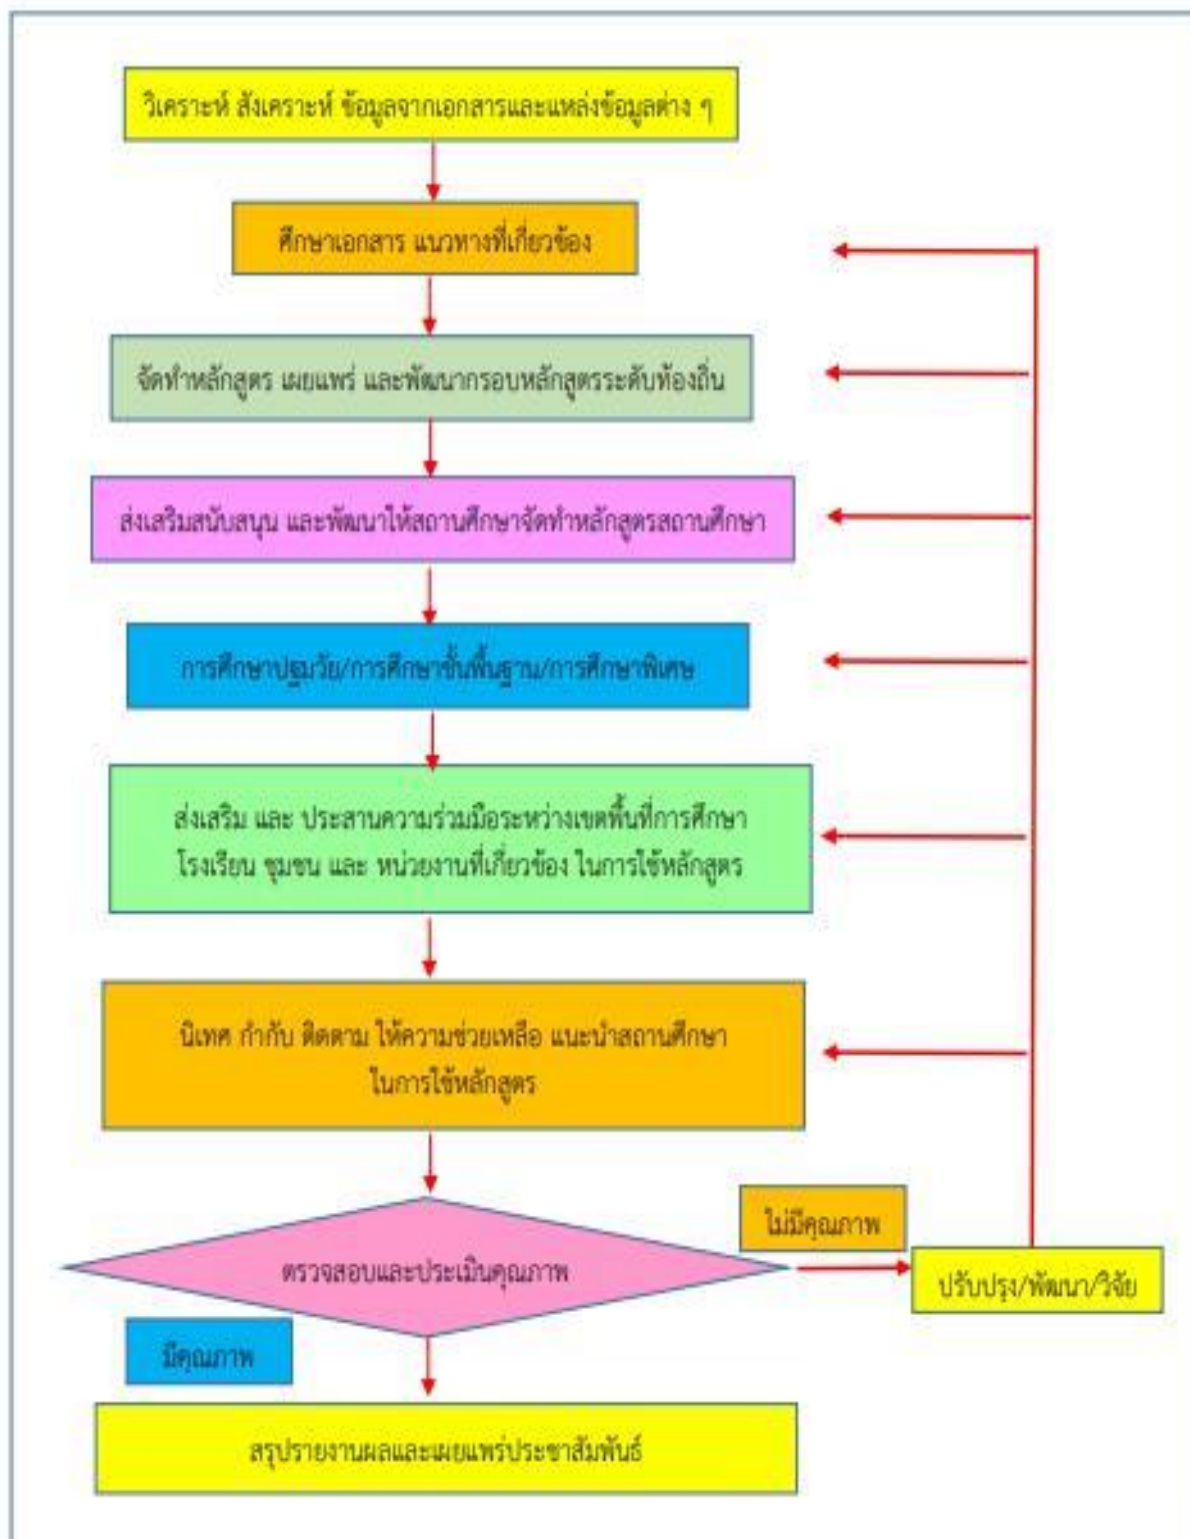 วิเคราะห์ สังเคราะห์ ข้อมูลจากเอกสารและแหล่งข้อมูลต่าง ๆ
ศึกษาเอกสาร แนวทางที่เกี่ยวข้อง
จัดทำหลักสูตร เผยแพร่ และพัฒนากรอบหลักสูตรระดับท้องถิ่น
ส่งเสริมสนับสนุน และพัฒนาให้สถานศึกษาจัดทำหลักสูตรสถานศึกษา
การศึกษาปฐมวัย/การศึกษาขั้นพื้นฐาน/การศึกษาพิเศษ
ส่งเสริม และ ประสานความร่วมมือระหว่างเขตพื้นที่การศึกษา
โรงเรียน ชุมชน และ หน่วยงานที่เกี่ยวข้อง ในการใช้หลักสูตร
นิเทศ กำกับ ติดตาม ให้ความช่วยเหลือ แนะนำสถานศึกษา
ในการใช้หลักสูตร
ไม่มีคุณภาพ
ตรวจสอบและประเมินคุณภาพ
ปรับปรุง/พัฒนา/วิจัย
มีคุณภาพ
สรุปรายงานผลและเผยแพร่ประชาสัมพันธ์